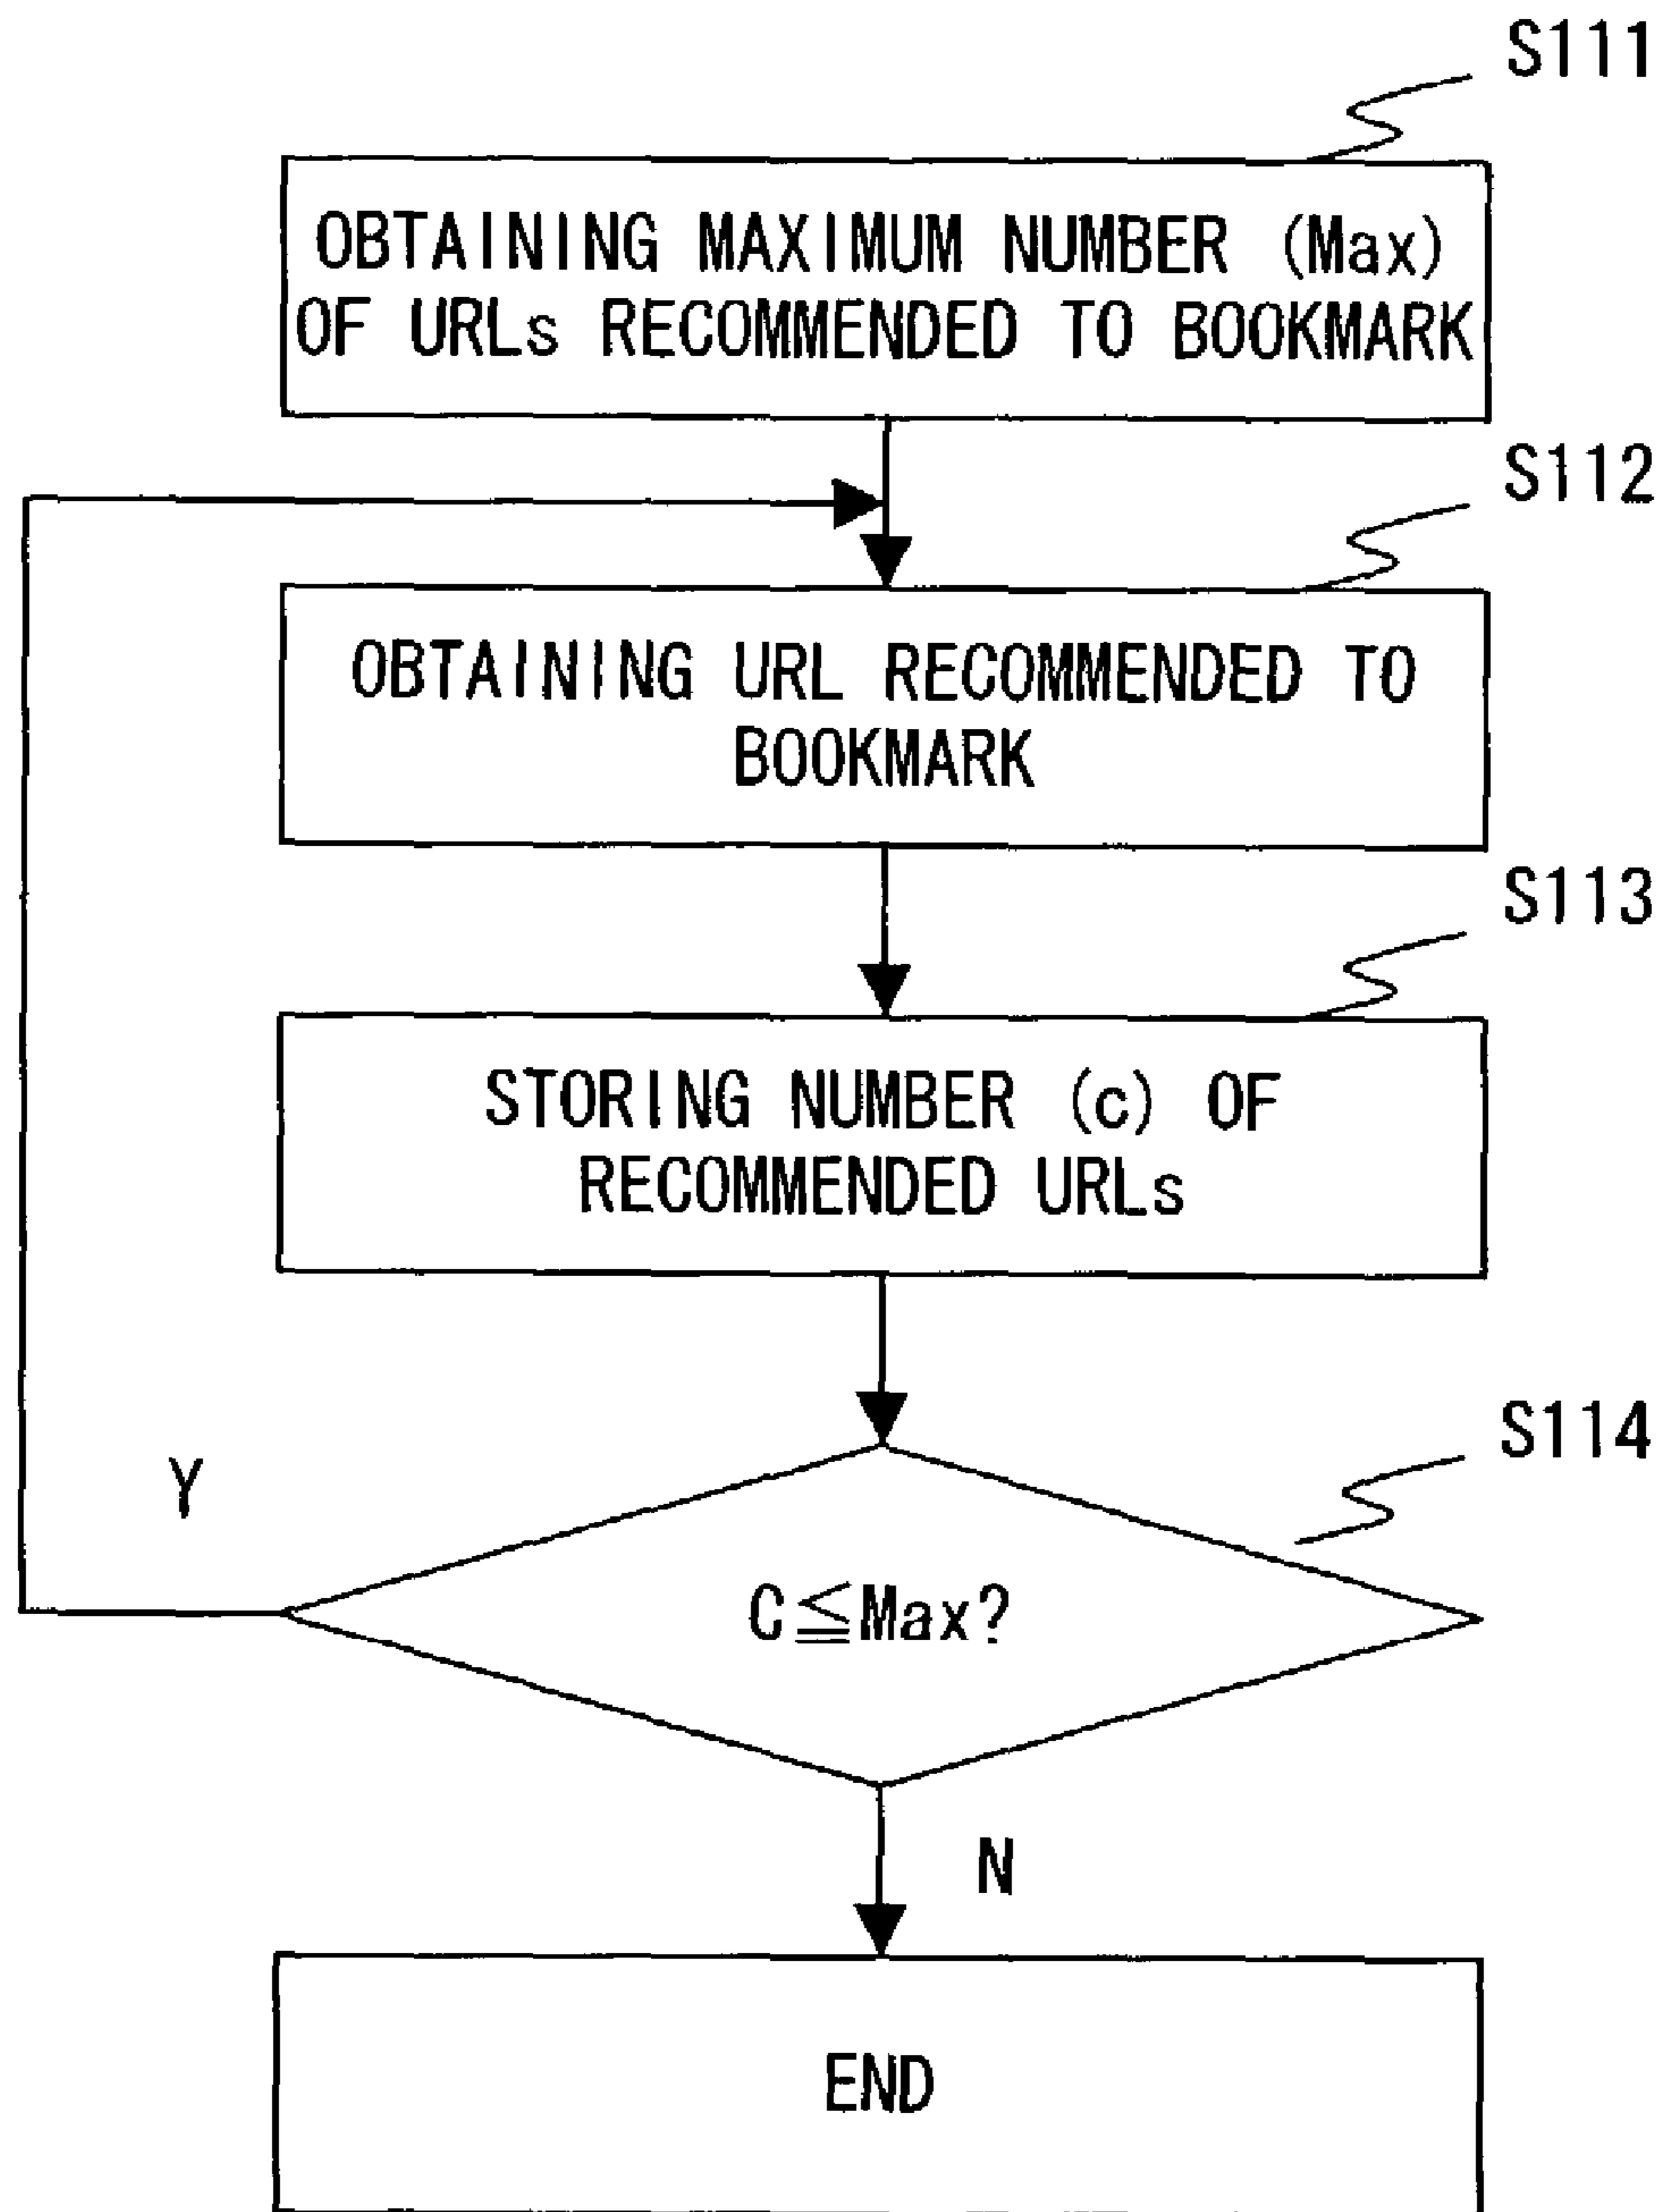 S111
OBTAINING MAXIMUM NUMBER (Max)
OF URLs RECOMMENDED TO BOOKMARK
S112
OBTAINING URL RECOMMENDED TO
BOOKMARK
S113
STORING NUMBER (c) OF
RECOMMENDED URLs
S114
Y
C≦Max?
N
END